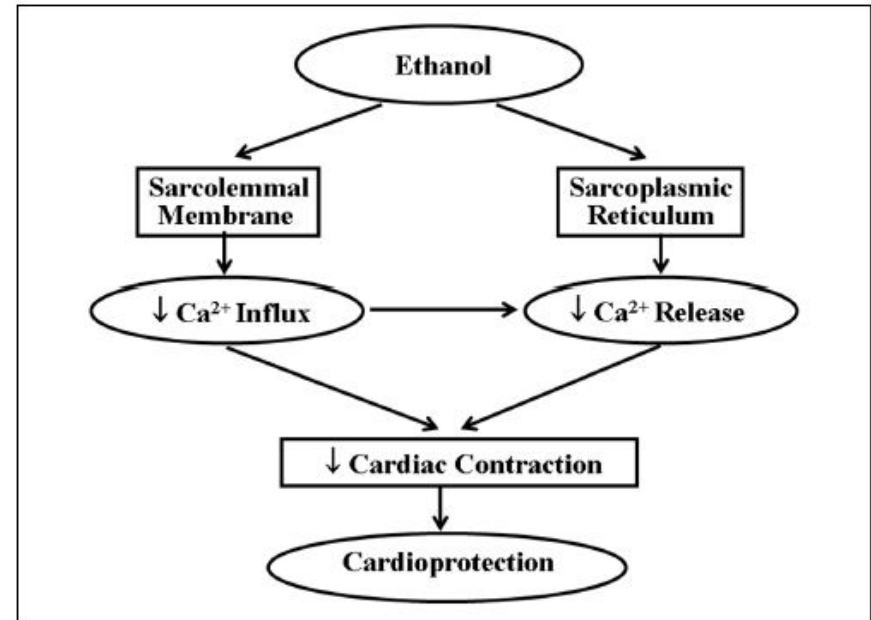 Ethanol
Sarcolemmal
Membrane
Sarcoplasmic
Reticulum
↓ Ca²⁺ Influx
↓ Ca²⁺ Release
↓ Cardiac Contraction
Cardioprotection